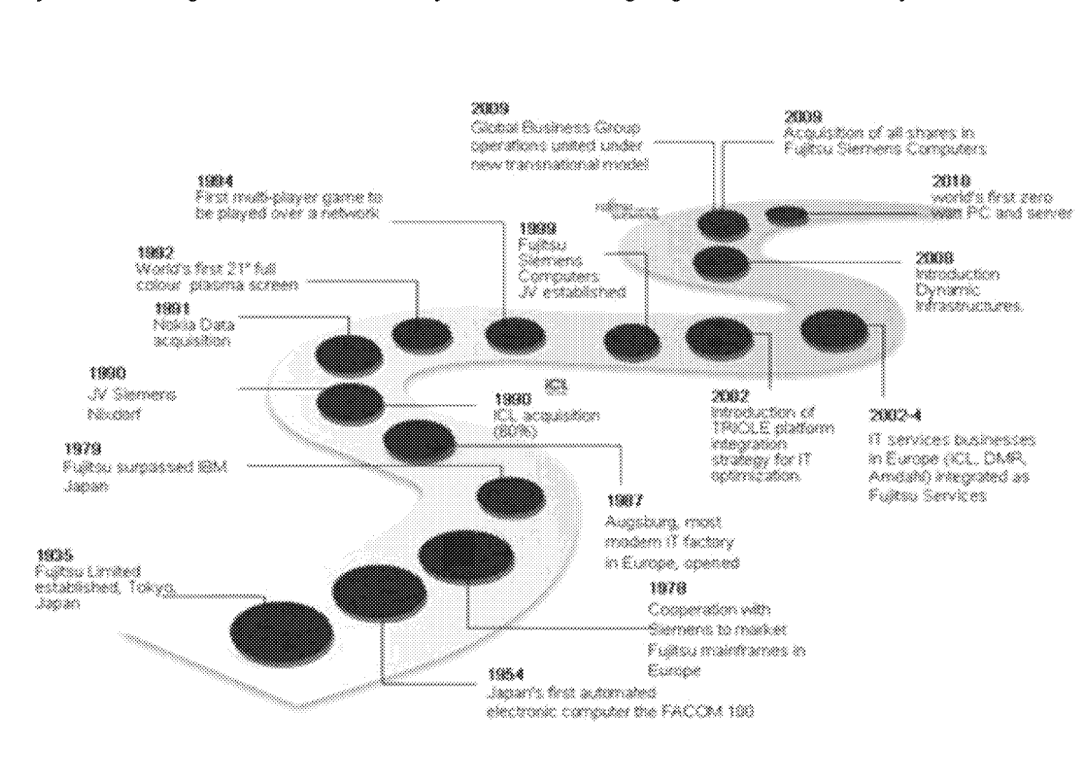 2009
Global Business Group
operations united under
new transnational model
2009
Acquisition of all shares in
Fujitsu Siemens Computers
1994
First multi-player game to
be played over a network
2010
world's first zero
watt PC and server
1999
Fujitsu
Siemens
Computers
JV established
1992
World's first 21" full
colour plasma screen
2008
Introduction
Dynamic
Infrastructures.
1991
Nokia Data
acquisition
1990
JV Siemens
Nixdorf
ICL
1990
ICL acquisition
(80%)
2002
Introduction of
TRIOLE platform
integration
strategy for IT
optimization.
2002-4
IT services businesses
in Europe (ICL, DMR,
Amdahl) integrated as
Fujitsu Services
1979
Fujitsu surpassed IBM
Japan
1987
Augsburg, most
modern IT factory
in Europe, opened
1935
Fujitsu Limited
established, Tokyo,
Japan
1978
Cooperation with
Siemens to market
Fujitsu mainframes in
Europe
1954
Japan's first automated
electronic computer the FACOM 100